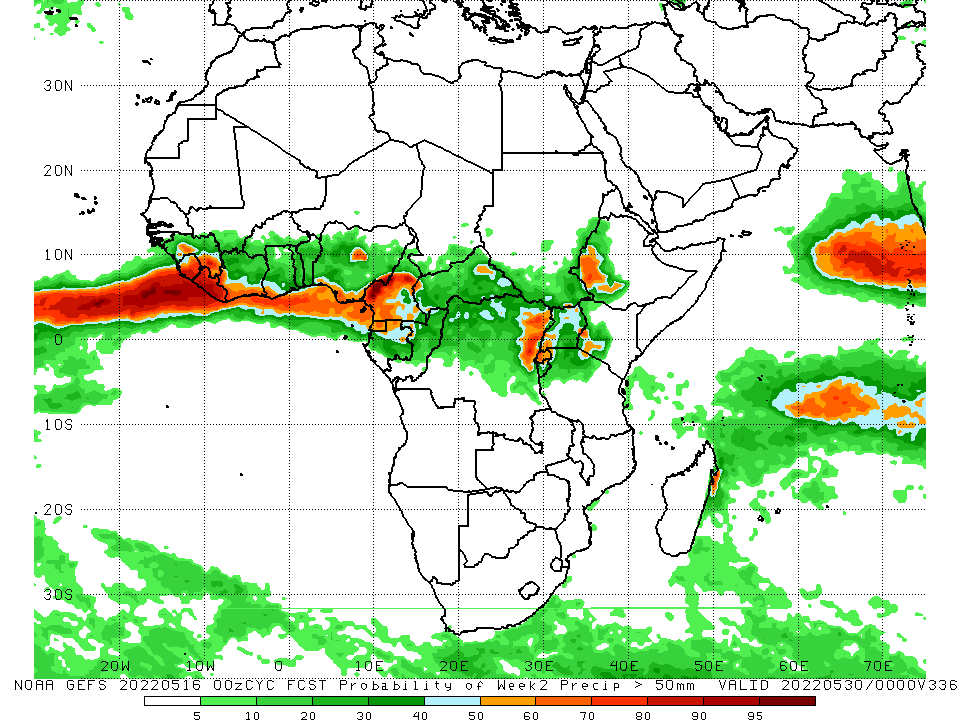 30N
20N
10N
0
10S
20S
30S
20W 10W 0 10E 20E 30E 40E 50E 60E 70E
NOAA GEFS 20220516 00zCYC FCST Probability of Week2 Precip > 50mm VALID 20220530/0000V336
5 10 20 30 40 50 60 70 80 90 95